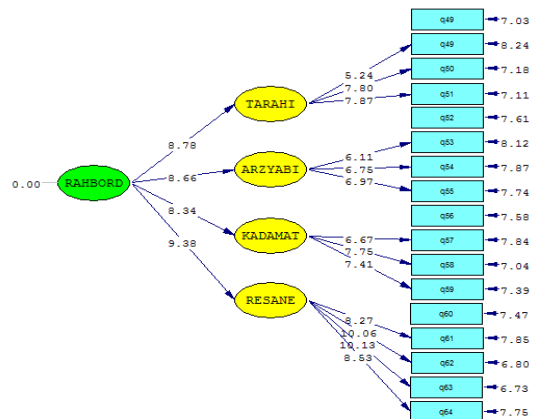 q49 7.03
q49 8.24
q50 7.18
q51 7.11
q52 7.61
q53 8.12
q54 7.87
q55 7.74
q56 7.58
q57 7.84
q58 7.04
q59 7.39
q60 7.47
q61 7.85
q62 6.80
q63 6.73
q64 7.75
TARAHI
5.24
7.80
7.87
ARZYABI
6.11
6.75
6.97
KADAMAT
6.67
7.75
7.41
RESANE
8.27
10.06
10.13
8.53
0.00 RAHBORD
8.78
8.66
8.34
9.38